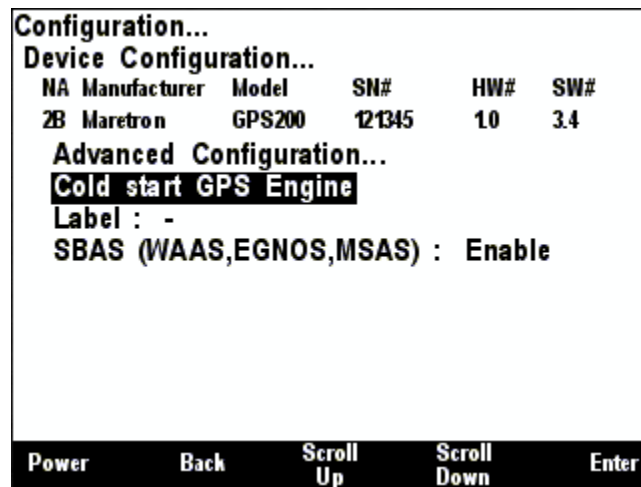 Configuration...
Device Configuration...
NA Manufacturer Model SN# HW# SW#
2B Maretron GPS200 121345 1.0 3.4
Advanced Configuration...
Cold start GPS Engine
Label : -
SBAS (WAAS,EGNOS,MSAS) : Enable
Power Back Scroll Up Scroll Down Enter